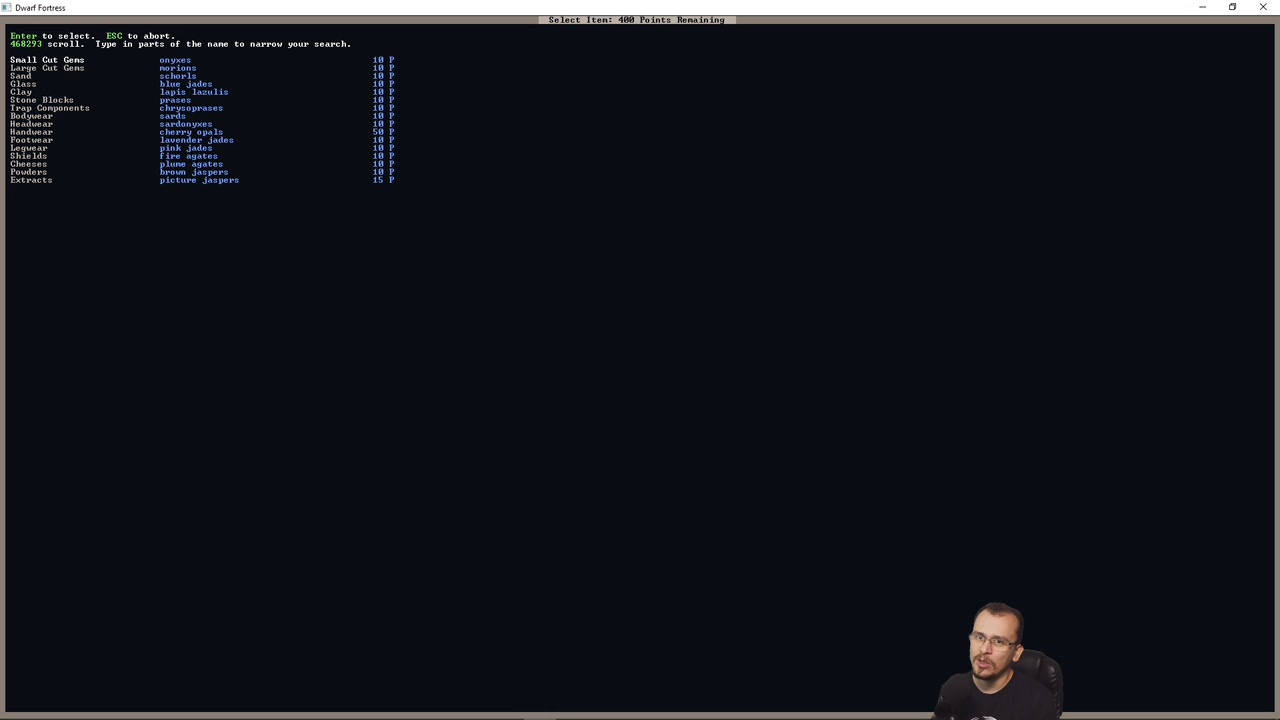 Dwarf Fortress
Select Item: 400 Points Remaining
Enter to select. ESC to abort.
468293 scroll. Type in parts of the name to narrow your search.
Small Cut Gems onyxes 10 P
Large Cut Gems morions 10 P
Sand schorls 10 P
Glass blue jades 10 P
Clay lapis lazulis 10 P
Stone Blocks prases 10 P
Trap Components chrysoprases 10 P
Bodywear sards 10 P
Headwear sardonyxes 10 P
Handwear cherry opals 50 P
Footwear lavender jades 10 P
Legwear pink jades 10 P
Shields fire agates 10 P
Cheeses plume agates 10 P
Powders brown jaspers 10 P
Extracts picture jaspers 15 P